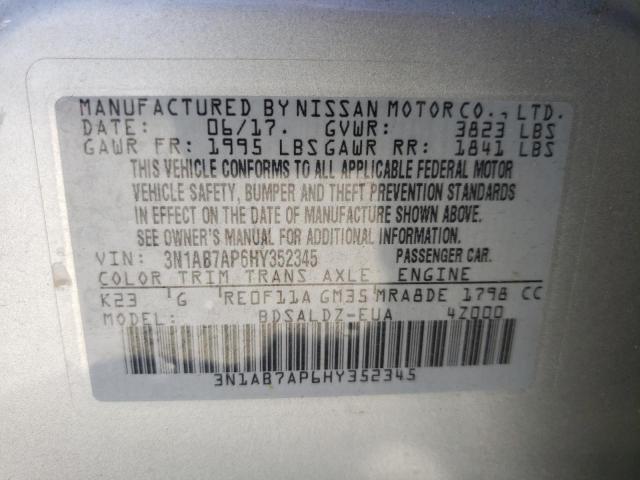 MANUFACTURED BY NISSAN MOTOR CO., LTD.
DATE: 06/17. GVWR: 3823 LBS
GAWR FR: 1995 LBS GAWR RR: 1841 LBS
THIS VEHICLE CONFORMS TO ALL APPLICABLE FEDERAL MOTOR
VEHICLE SAFETY, BUMPER AND THEFT PREVENTION STANDARDS
IN EFFECT ON THE DATE OF MANUFACTURE SHOWN ABOVE.
SEE OWNER'S MANUAL FOR ADDITIONAL INFORMATION.
VIN: 3N1AB7AP6HY352345 PASSENGER CAR.
COLOR TRIM TRANS AXLE ENGINE
K23 G RE0F11A GM35 MRA8DE 1798 CC
MODEL: BDSALDZ-EUA 4Z000
3N1AB7AP6HY352345